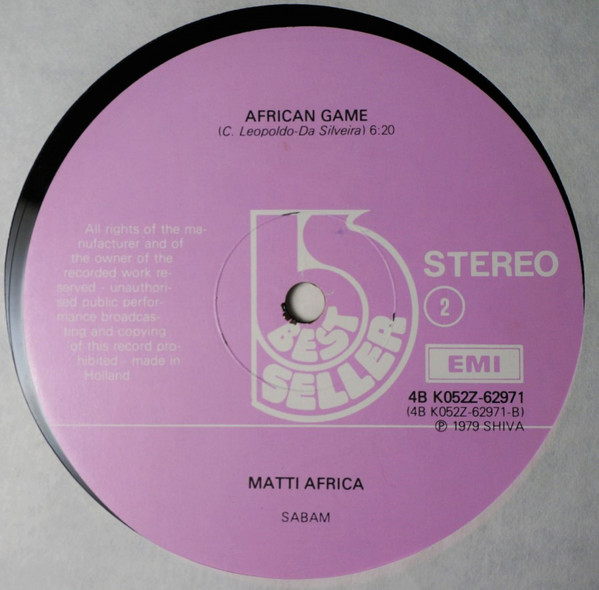 AFRICAN GAME
(C. Leopoldo-Da Silveira) 6:20
All rights of the ma-
nufacturer and of
the owner of the
recorded work re-
served - unauthori-
sed public perfor-
mance broadcas-
ting and copying
of this record pro-
hibited - made in
Holland
BEST
SELLER
STEREO
2
EMI
4B K052Z-62971
(4B K052Z-62971-B)
℗ 1979 SHIVA
MATTI AFRICA
SABAM